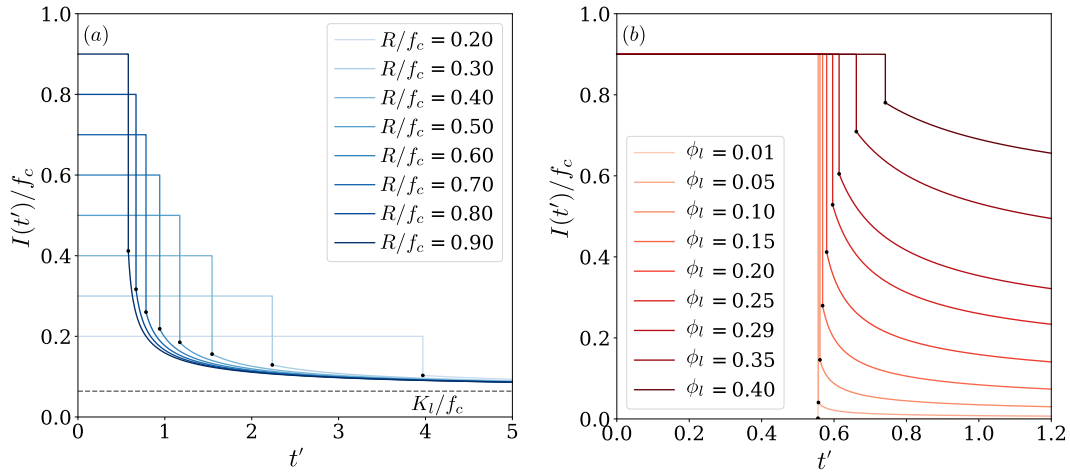 (a)
I(t′)/f_c
1.0
0.8
0.6
0.4
0.2
0.0
R/f_c = 0.20
R/f_c = 0.30
R/f_c = 0.40
R/f_c = 0.50
R/f_c = 0.60
R/f_c = 0.70
R/f_c = 0.80
R/f_c = 0.90
K_l/f_c
0 1 2 3 4 5
t′
(b)
I(t′)/f_c
1.0
0.8
0.6
0.4
0.2
0.0
ϕ_l = 0.01
ϕ_l = 0.05
ϕ_l = 0.10
ϕ_l = 0.15
ϕ_l = 0.20
ϕ_l = 0.25
ϕ_l = 0.29
ϕ_l = 0.35
ϕ_l = 0.40
0.0 0.2 0.4 0.6 0.8 1.0 1.2
t′